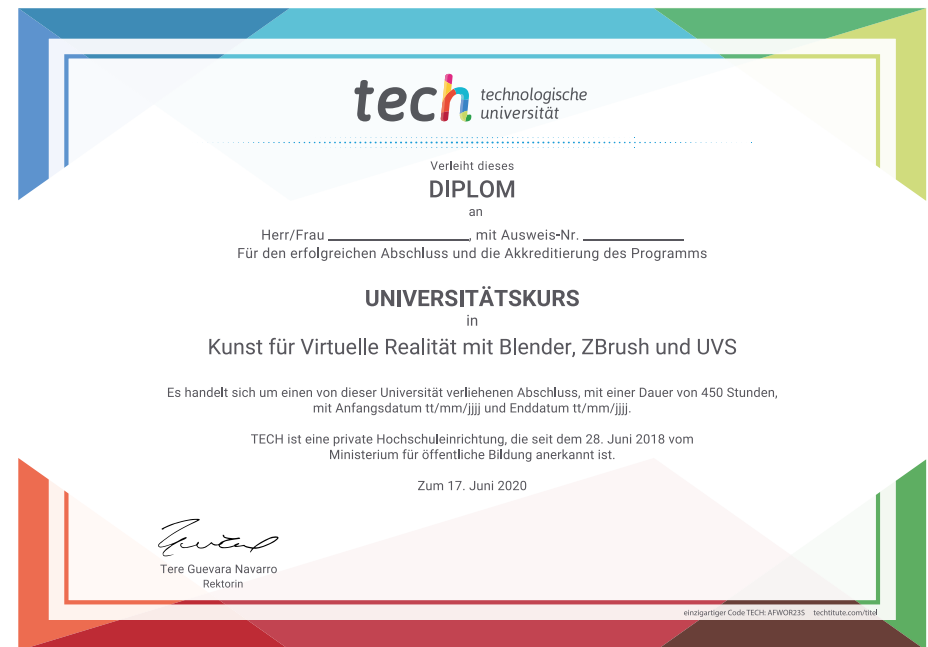 tech technologische
universität
Verleiht dieses
DIPLOM
an
Herr/Frau ____________________, mit Ausweis-Nr. ______________
Für den erfolgreichen Abschluss und die Akkreditierung des Programms
UNIVERSITÄTSKURS
in
Kunst für Virtuelle Realität mit Blender, ZBrush und UVS
Es handelt sich um einen von dieser Universität verliehenen Abschluss, mit einer Dauer von 450 Stunden,
mit Anfangsdatum tt/mm/jjjj und Enddatum tt/mm/jjjj.
TECH ist eine private Hochschuleinrichtung, die seit dem 28. Juni 2018 vom
Ministerium für öffentliche Bildung anerkannt ist.
Zum 17. Juni 2020
Tere Guevara Navarro
Rektorin
einzigartiger Code TECH: AFWOR23S techtitute.com/titel